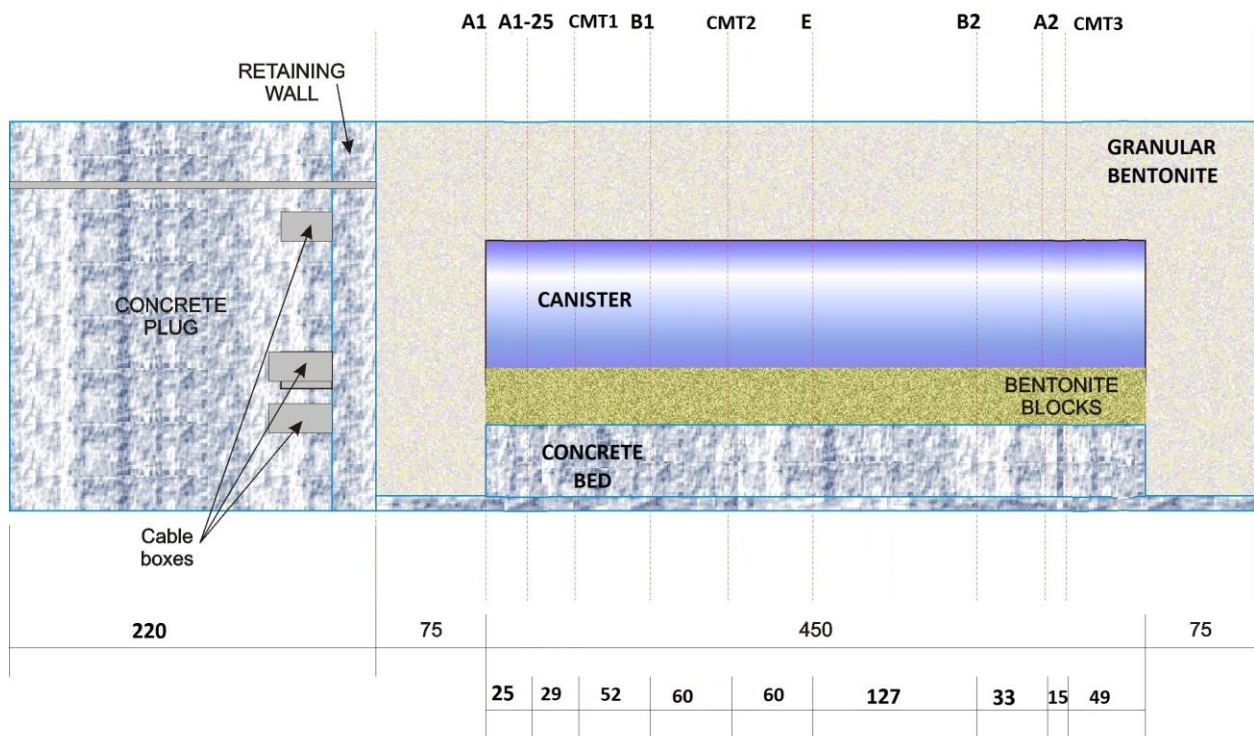 A1 A1-25 CMT1 B1 CMT2 E B2 A2 CMT3
RETAINING
WALL
GRANULAR
BENTONITE
CANISTER
CONCRETE
PLUG
BENTONITE
BLOCKS
CONCRETE
BED
Cable
boxes
220 75 450 75
25 29 52 60 60 127 33 15 49